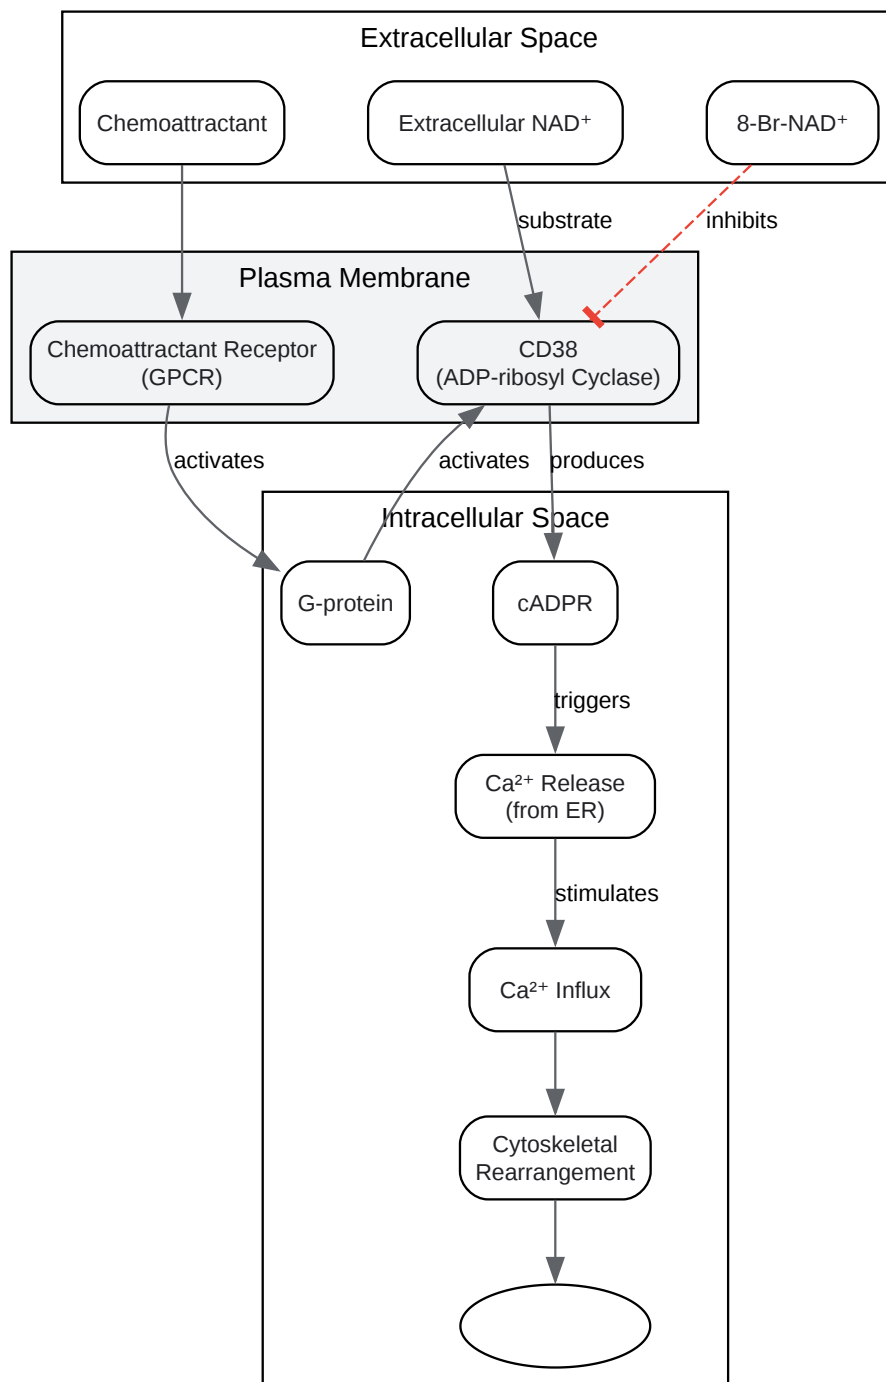 Extracellular Space
Chemoattractant
Extracellular NAD⁺
8-Br-NAD⁺
substrate
inhibits
Plasma Membrane
Chemoattractant Receptor
(GPCR)
CD38
(ADP-ribosyl Cyclase)
activates
activates
produces
Intracellular Space
G-protein
cADPR
triggers
Ca²⁺ Release
(from ER)
stimulates
Ca²⁺ Influx
Cytoskeletal
Rearrangement